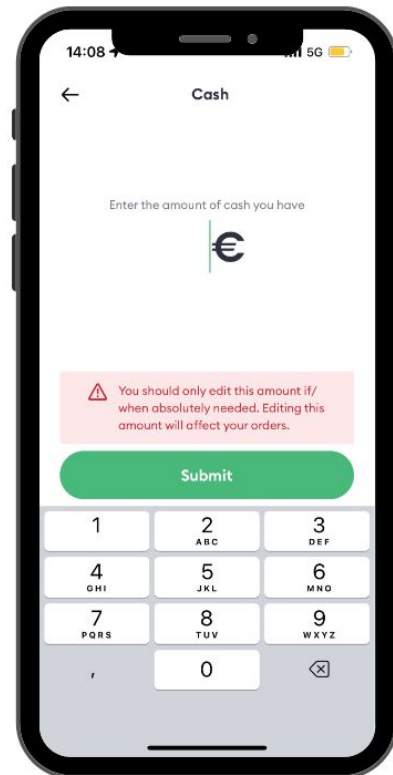 14:08
5G
Cash
Enter the amount of cash you have
€
You should only edit this amount if/
when absolutely needed. Editing this
amount will affect your orders.
Submit
1 2 3
ABC DEF
4 5 6
GHI JKL MNO
7 8 9
PQRS TUV WXYZ
, 0